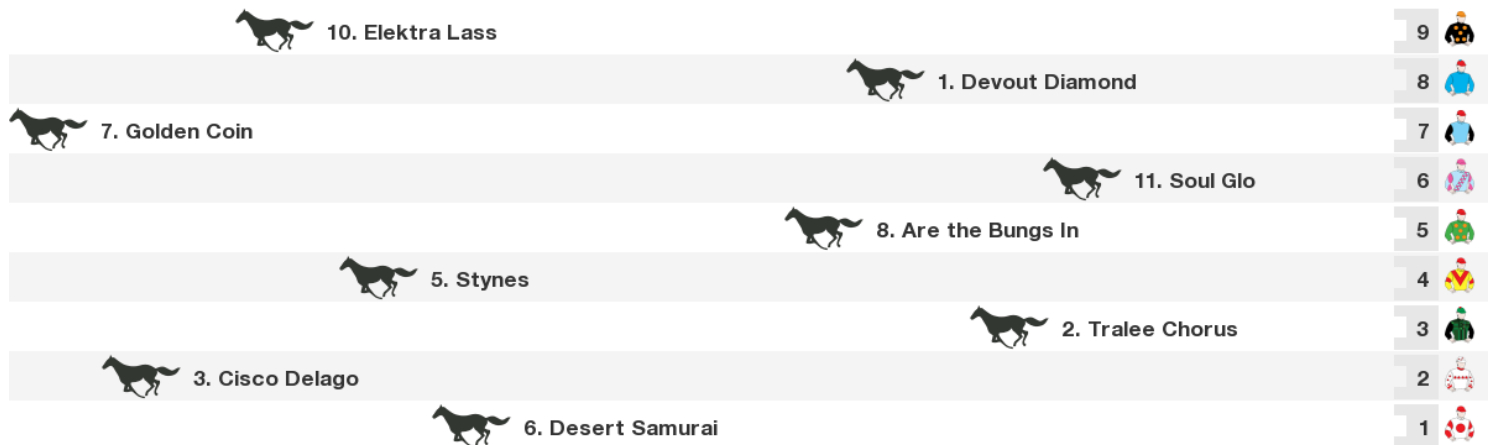 10. Elektra Lass 9
1. Devout Diamond 8
7. Golden Coin 7
11. Soul Glo 6
8. Are the Bungs In 5
5. Stynes 4
2. Tralee Chorus 3
3. Cisco Delago 2
6. Desert Samurai 1